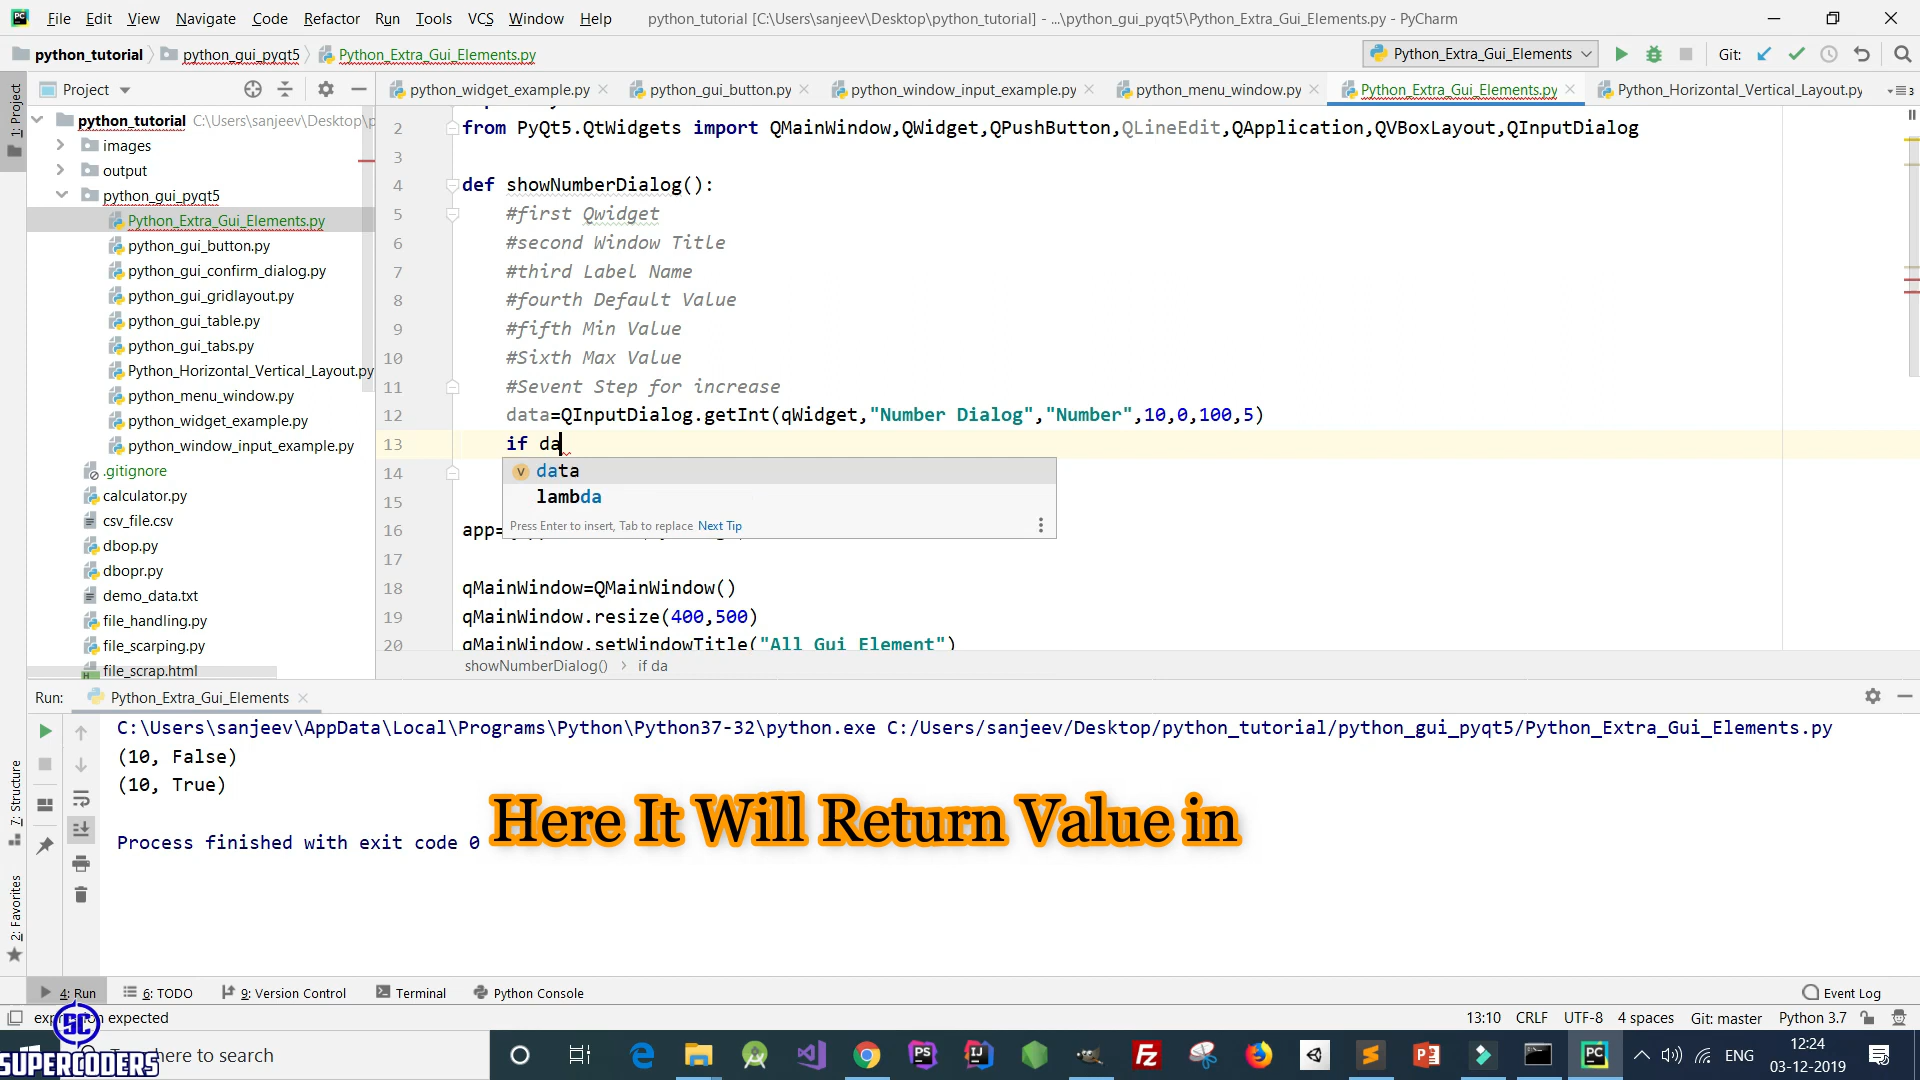 File Edit View Navigate Code Refactor Run Tools VCS Window Help python_tutorial [C:\Users\sanjeev\Desktop\python_tutorial] - ...\python_gui_pyqt5\Python_Extra_Gui_Elements.py - PyCharm
python_tutorial python_gui_pyqt5 Python_Extra_Gui_Elements.py Python_Extra_Gui_Elements Git:
Project python_widget_example.py python_gui_button.py python_window_input_example.py python_menu_window.py Python_Extra_Gui_Elements.py Python_Horizontal_Vertical_Layout.py
1: Project
python_tutorial C:\Users\sanjeev\Desktop\p
images
output
python_gui_pyqt5
Python_Extra_Gui_Elements.py
python_gui_button.py
python_gui_confirm_dialog.py
python_gui_gridlayout.py
python_gui_table.py
python_gui_tabs.py
Python_Horizontal_Vertical_Layout.py
python_menu_window.py
python_widget_example.py
python_window_input_example.py
.gitignore
calculator.py
csv_file.csv
dbop.py
dbopr.py
demo_data.txt
file_handling.py
file_scarping.py
file_scrap.html
2 from PyQt5.QtWidgets import QMainWindow,QWidget,QPushButton,QLineEdit,QApplication,QVBoxLayout,QInputDialog
3
4 def showNumberDialog():
5 #first Qwidget
6 #second Window Title
7 #third Label Name
8 #fourth Default Value
9 #fifth Min Value
10 #Sixth Max Value
11 #Sevent Step for increase
12 data=QInputDialog.getInt(qWidget,"Number Dialog","Number",10,0,100,5)
13 if da
14
15
16 app=
17
18 qMainWindow=QMainWindow()
19 qMainWindow.resize(400,500)
20 qMainWindow.setWindowTitle("All Gui Element")
data
lambda
Press Enter to insert, Tab to replace Next Tip
showNumberDialog() if da
Run: Python_Extra_Gui_Elements
C:\Users\sanjeev\AppData\Local\Programs\Python\Python37-32\python.exe C:/Users/sanjeev/Desktop/python_tutorial/python_gui_pyqt5/Python_Extra_Gui_Elements.py
(10, False)
(10, True)
Process finished with exit code 0
Here It Will Return Value in
7: Structure
2: Favorites
4: Run 6: TODO 9: Version Control Terminal Python Console Event Log
expected 13:10 CRLF UTF-8 4 spaces Git: master Python 3.7
SC
SUPERCODERS
here to search
ENG 12:24
03-12-2019